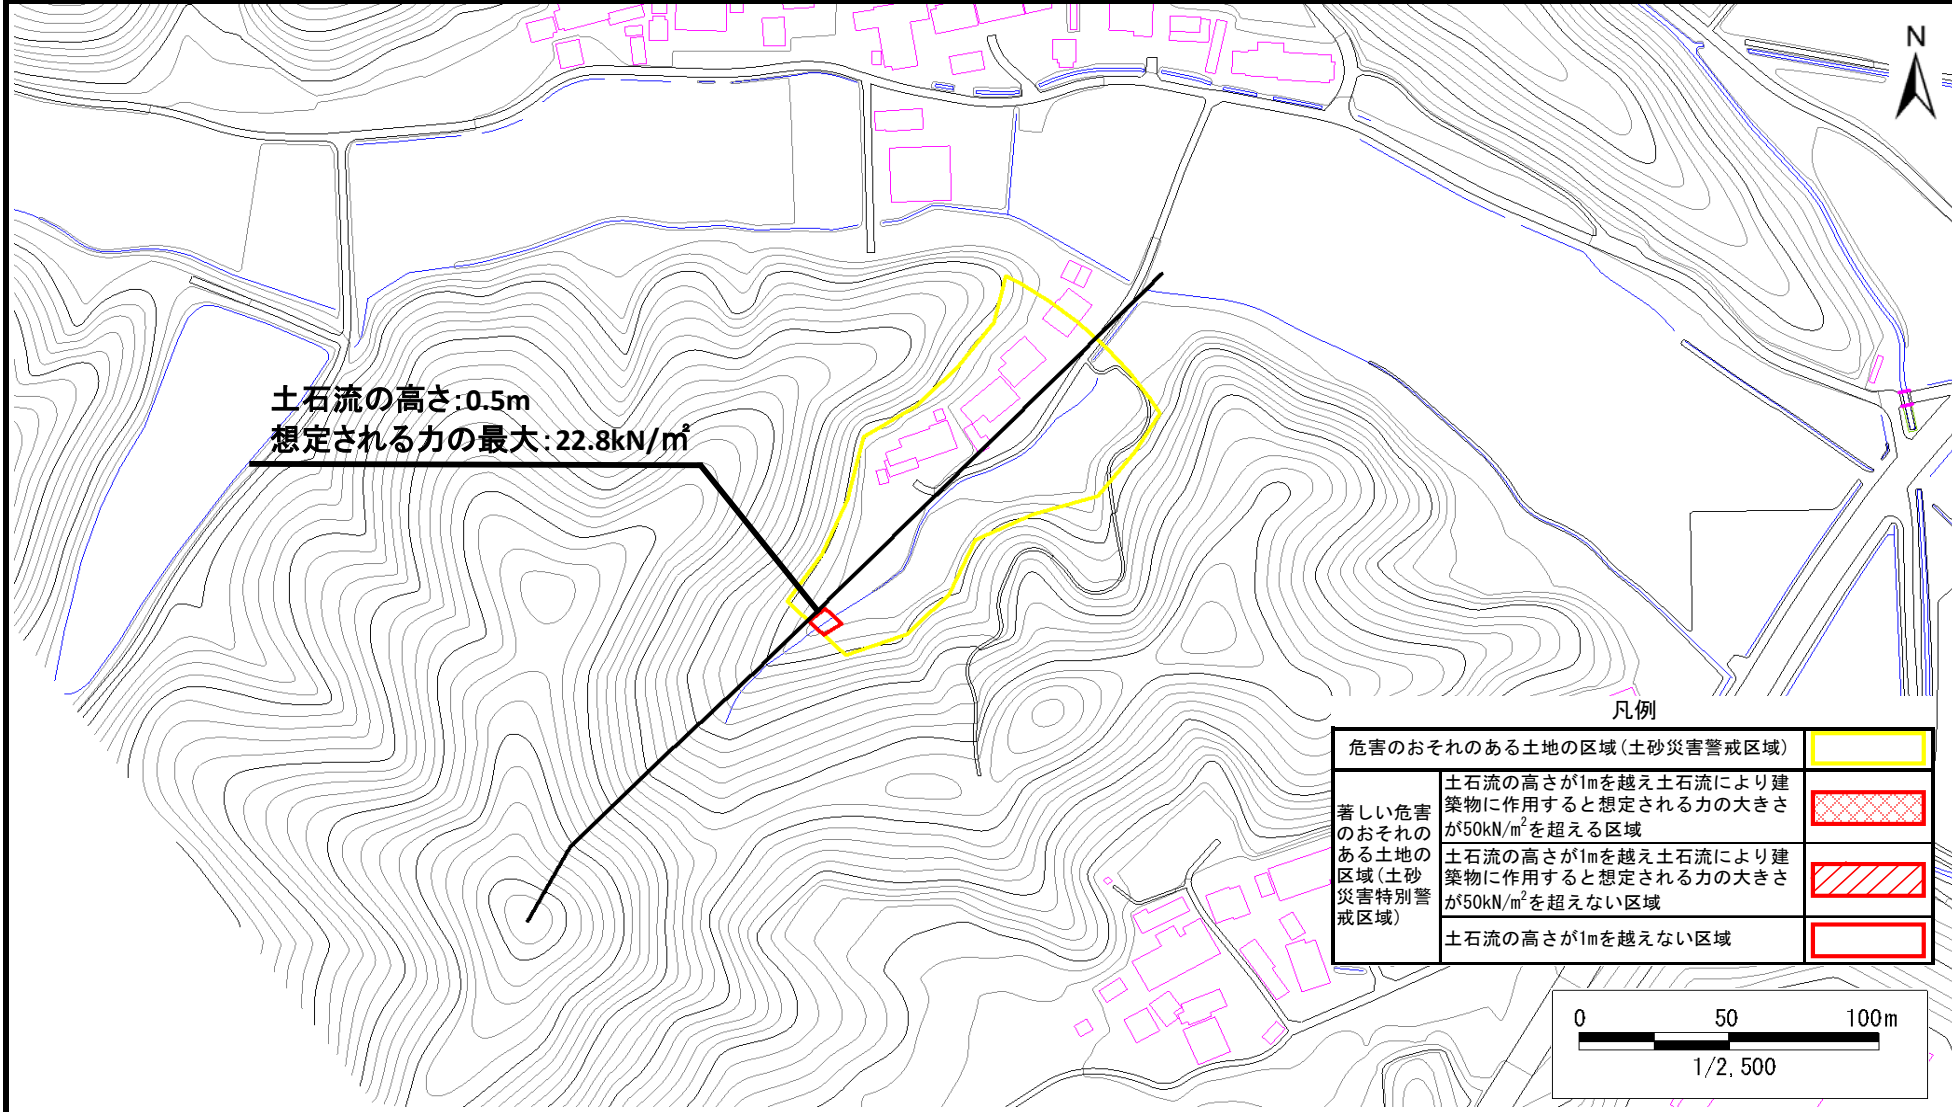 N
土石流の高さ:0.5m
想定される力の最大:22.8kN/㎡
凡例
危害のおそれのある土地の区域(土砂災害警戒区域)
著しい危害
のおそれの
ある土地の
区域(土砂
災害特別警
戒区域)
土石流の高さが1mを越え土石流により建
築物に作用すると想定される力の大きさ
が50kN/m²を超える区域
土石流の高さが1mを越え土石流により建
築物に作用すると想定される力の大きさ
が50kN/m²を超えない区域
土石流の高さが1mを越えない区域
0 50 100m
1/2,500